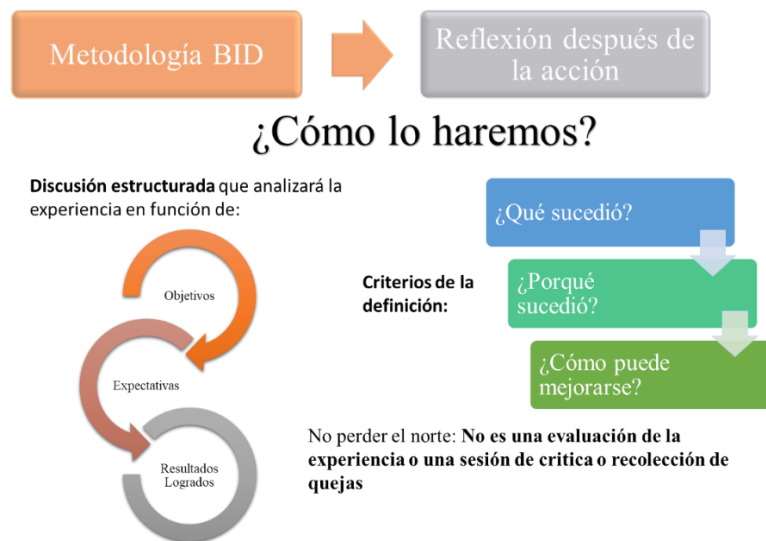 Metodología BID
Reflexión después de
la acción
¿Cómo lo haremos?
Discusión estructurada que analizará la
experiencia en función de:
Objetivos
Expectativas
Resultados
Logrados
Criterios de la
definición:
¿Qué sucedió?
¿Porqué
sucedió?
¿Cómo puede
mejorarse?
No perder el norte: No es una evaluación de la
experiencia o una sesión de critica o recolección de
quejas